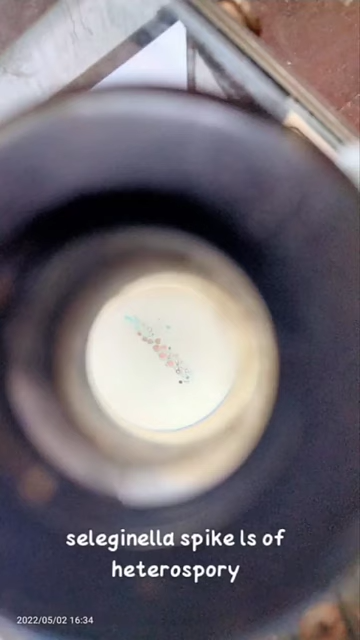 seleginella spike ls of
heterospory
2022/05/02 16:34